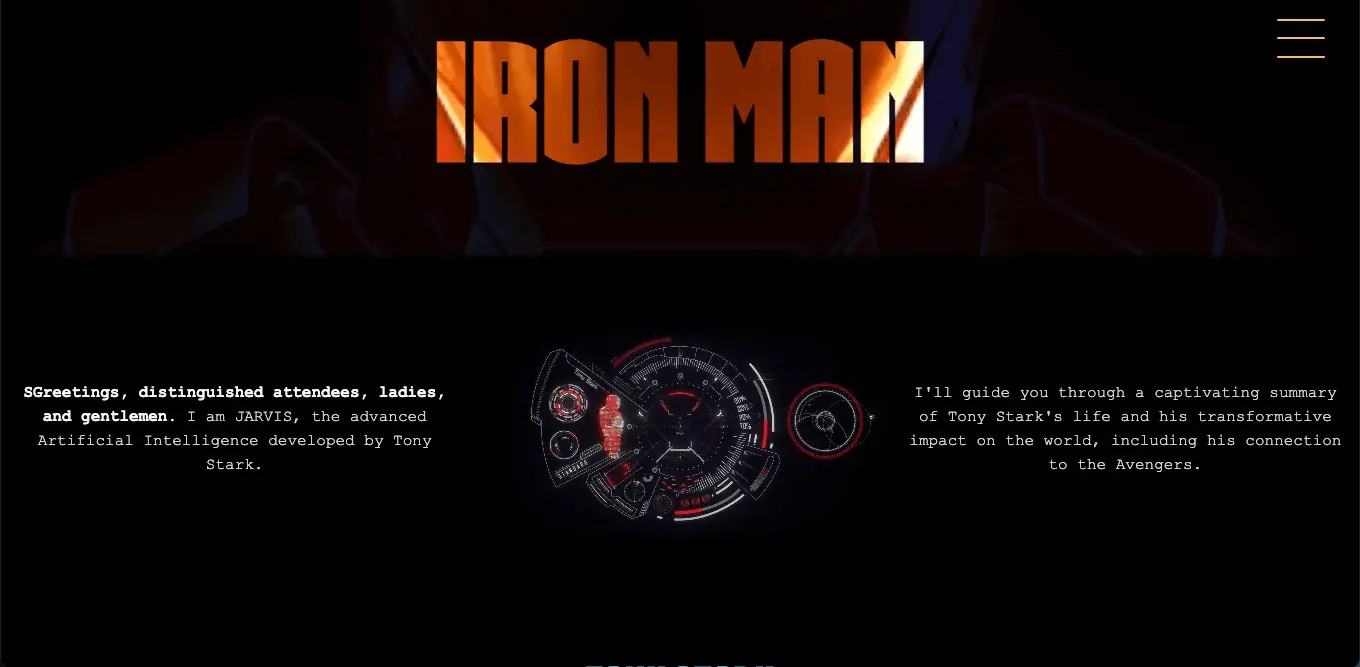 IRON MAN
SGreetings, distinguished attendees, ladies,
and gentlemen. I am JARVIS, the advanced
Artificial Intelligence developed by Tony
Stark.
STANDARD
I'll guide you through a captivating summary
of Tony Stark's life and his transformative
impact on the world, including his connection
to the Avengers.